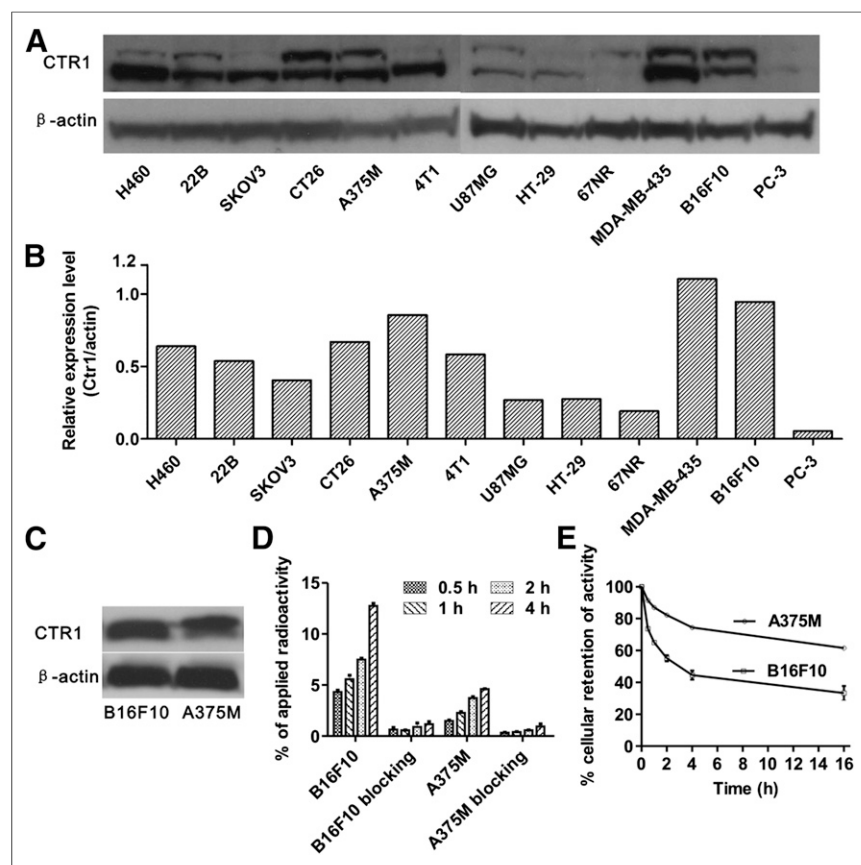 A
CTR1
β-actin
H460 22B SKOV3 CT26 A375M 4T1 U87MG HT-29 67NR MDA-MB-435 B16F10 PC-3
B
Relative expression level
(Ctr1/actin)
1.2
1.0
0.5
0.0
H460 22B SKOV3 CT26 A375M 4T1 U87MG HT-29 67NR MDA-MB-435 B16F10 PC-3
C
CTR1
β-actin
B16F10 A375M
D
% of applied radioactivity
15
10
5
0
0.5 h 2 h
1 h 4 h
B16F10 B16F10 blocking A375M A375M blocking
E
% cellular retention of activity
100
80
60
40
20
0
A375M
B16F10
0 2 4 6 8 10 12 14 16
Time (h)